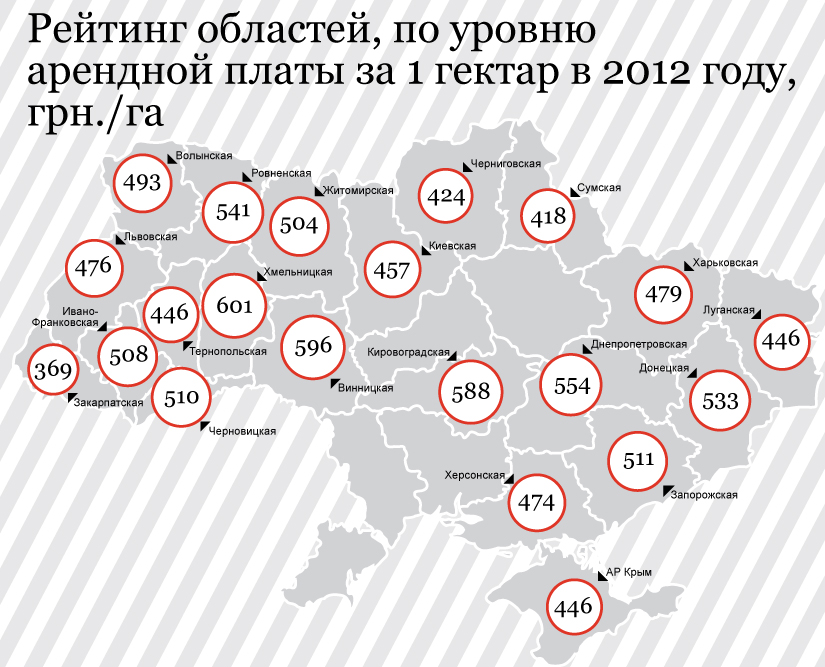 Рейтинг областей, по уровню
арендной платы за 1 гектар в 2012 году,
грн./га
Волынская
493
Ровненская
541
Житомирская
504
Черниговская
424
Сумская
418
Львовская
476
Киевская
457
Хмельницкая
601
Харьковская
479
Луганская
446
Ивано-
Франковская
508
446
Тернопольская
596
Винницкая
Кировоградская
588
Днепропетровская
554
Донецкая
533
369
Закарпатская
510
Черновицкая
511
Запорожская
Херсонская
474
АР Крым
446